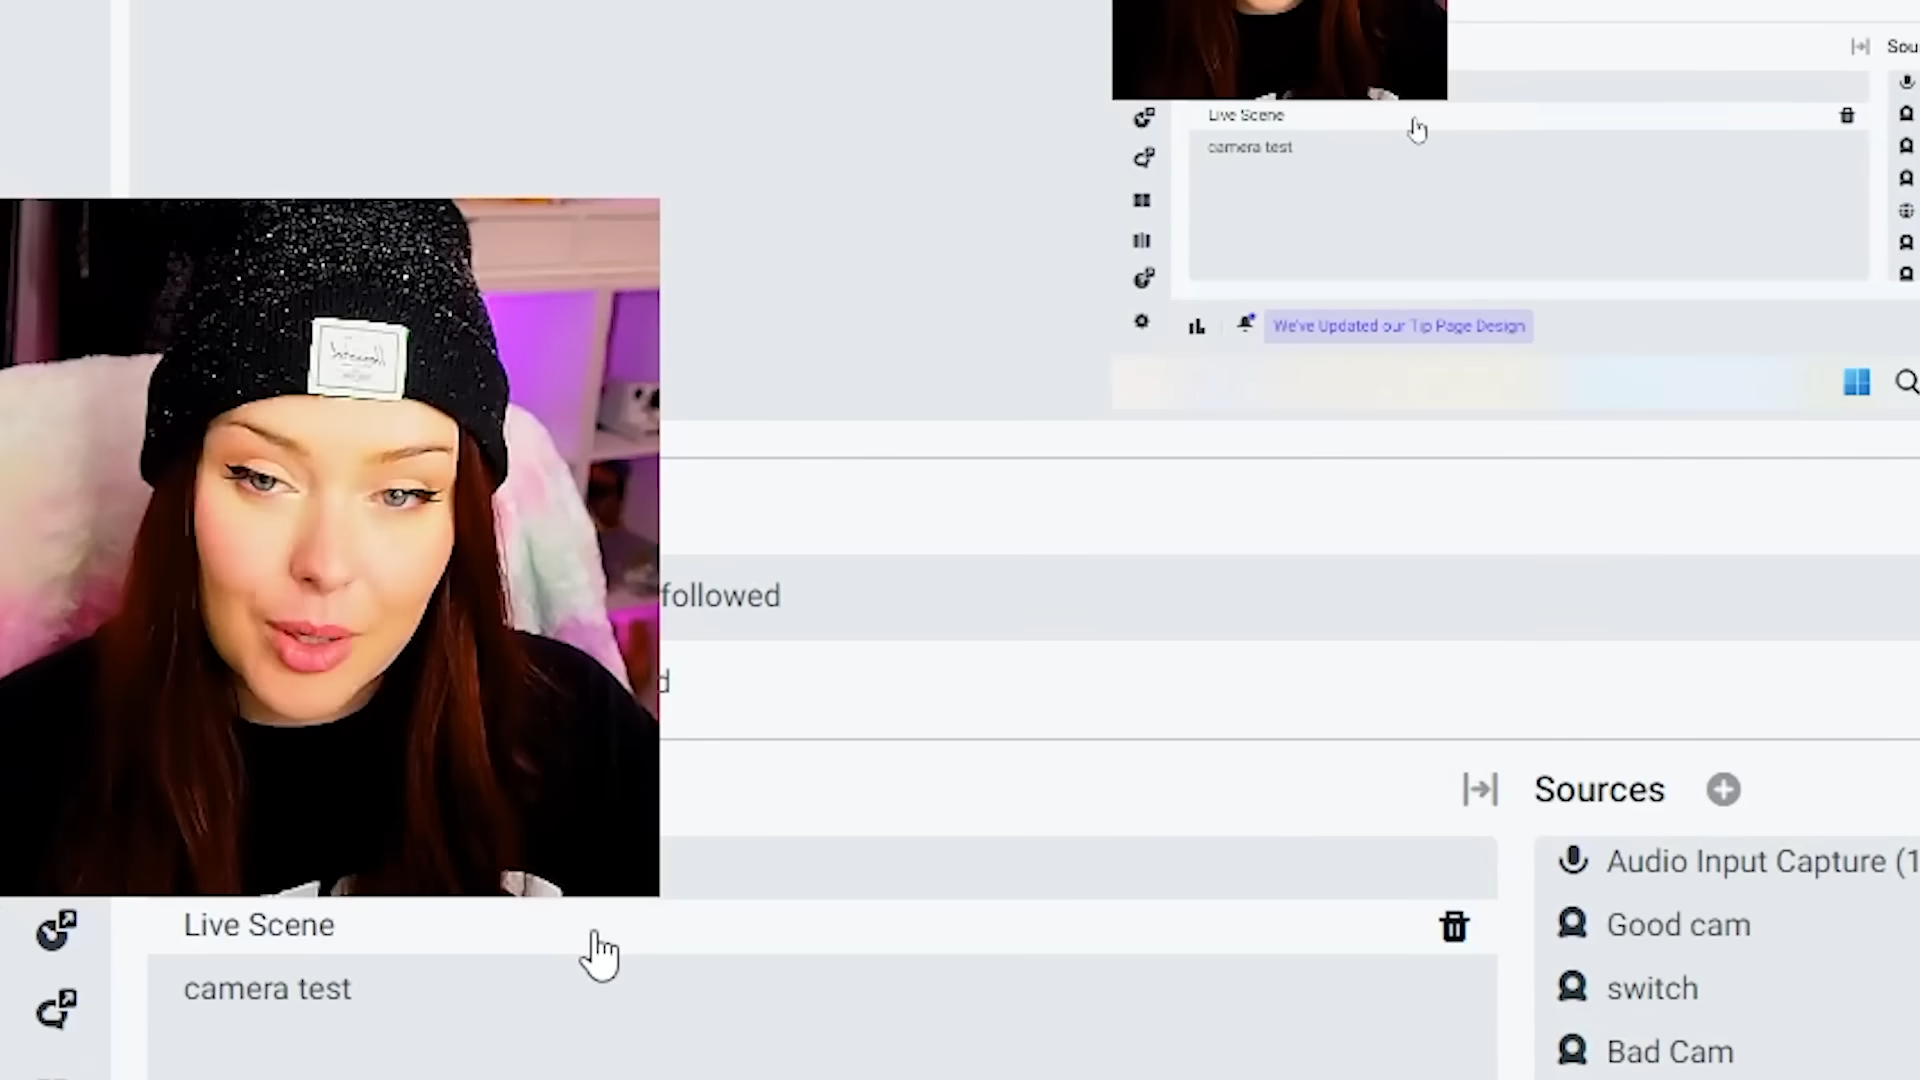 Sou
Live Scene
camera test
We've Updated our Tip Page Design
followed
d
Sources
Audio Input Capture (1
Live Scene
Good cam
camera test
switch
Bad Cam